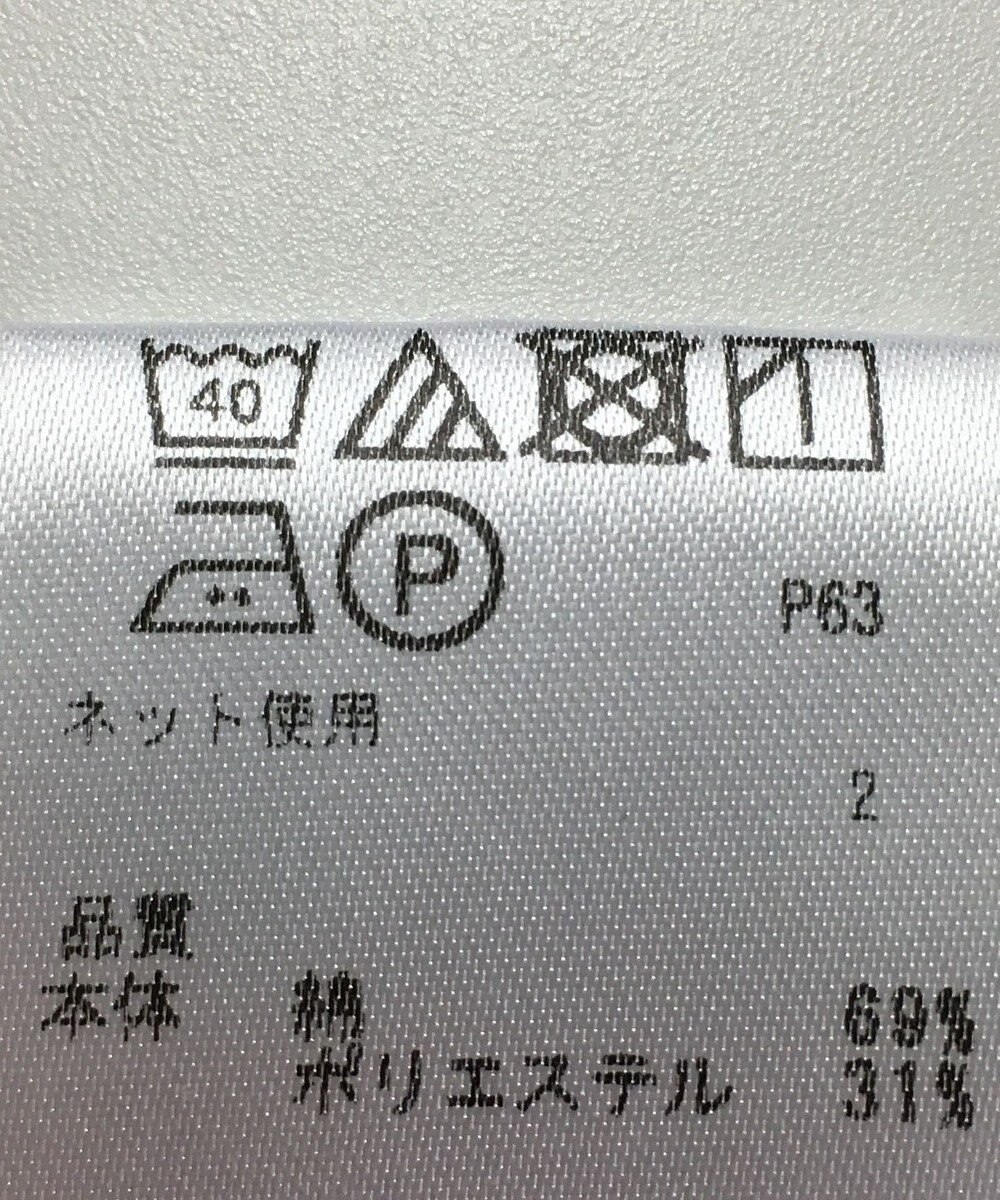 40
P P63
ネット使用
2
品質
本体 綿 69%
ポリエステル 31%